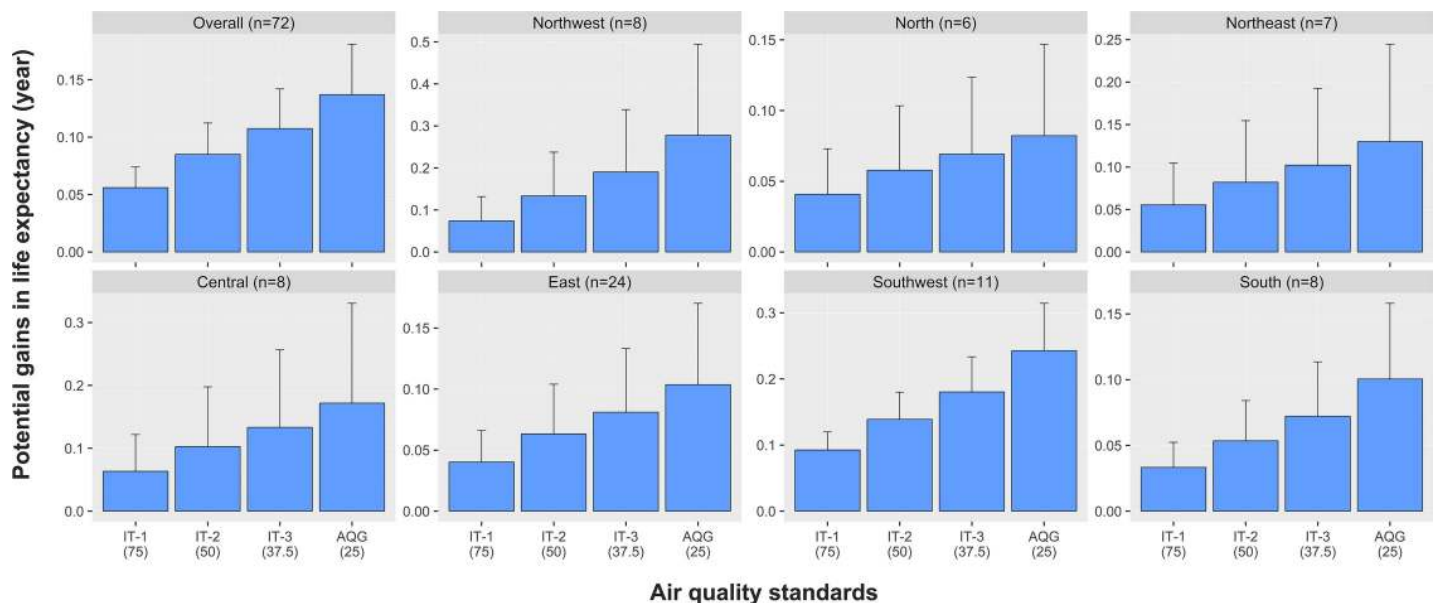 Potential gains in life expectancy (year)
Overall (n=72)
0.15
0.10
0.05
0.00
Northwest (n=8)
0.5
0.4
0.3
0.2
0.1
0.0
North (n=6)
0.15
0.10
0.05
0.00
Northeast (n=7)
0.25
0.20
0.15
0.10
0.05
0.00
Central (n=8)
0.3
0.2
0.1
0.0
IT-1 IT-2 IT-3 AQG
(75) (50) (37.5) (25)
East (n=24)
0.15
0.10
0.05
0.00
IT-1 IT-2 IT-3 AQG
(75) (50) (37.5) (25)
Southwest (n=11)
0.3
0.2
0.1
0.0
IT-1 IT-2 IT-3 AQG
(75) (50) (37.5) (25)
South (n=8)
0.15
0.10
0.05
0.00
IT-1 IT-2 IT-3 AQG
(75) (50) (37.5) (25)
Air quality standards